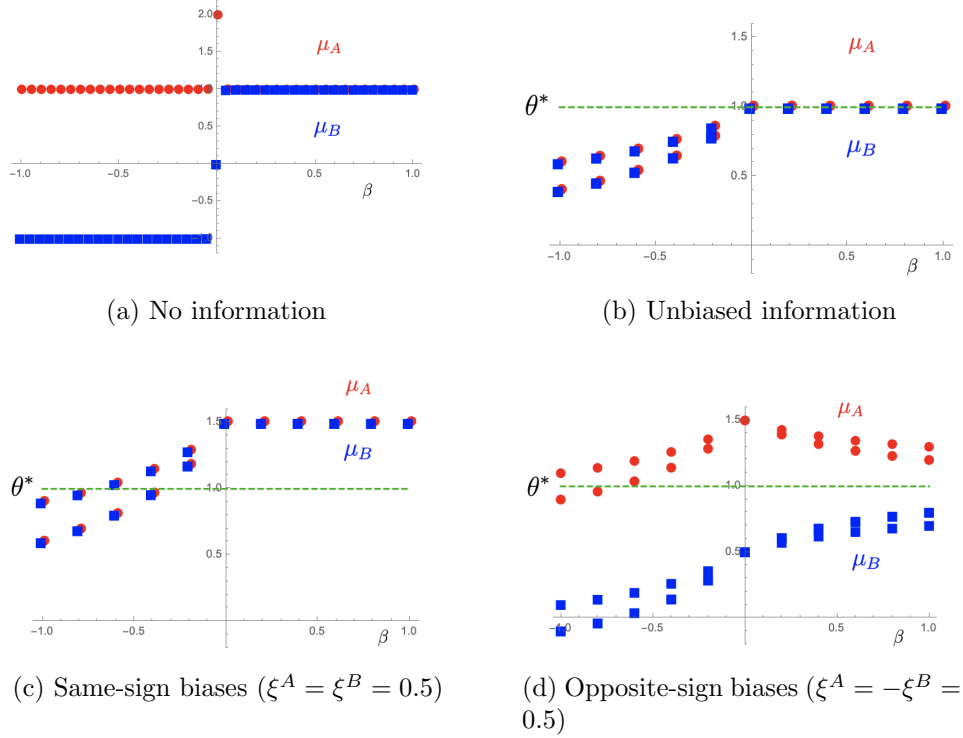 2.0
1.5
μ_A
1.0
0.5
μ_B
−1.0
−0.5
0.5
1.0
β
−0.5
−1.0
(a) No information
1.5
μ_A
θ*
1.0
μ_B
0.5
−1.0
−0.5
0.5
1.0
β
(b) Unbiased information
μ_A
1.5
μ_B
θ*
1.0
0.5
−1.0
−0.5
0.5
1.0
β
(c) Same-sign biases (ξ^A = ξ^B = 0.5)
1.5
μ_A
θ*
1.0
0.5
μ_B
−1.0
−0.5
0.5
1.0
β
(d) Opposite-sign biases (ξ^A = −ξ^B =
0.5)